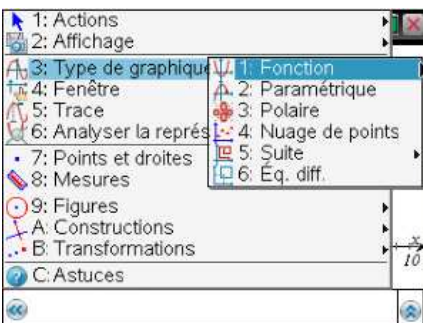 1: Actions
2: Affichage
3: Type de graphique
4: Fenêtre
5: Trace
6: Analyser la représ
7: Points et droites
8: Mesures
9: Figures
A: Constructions
B: Transformations
C: Astuces
1: Fonction
2: Paramétrique
3: Polaire
4: Nuage de points
5: Suite
6: Éq. diff.
x
10